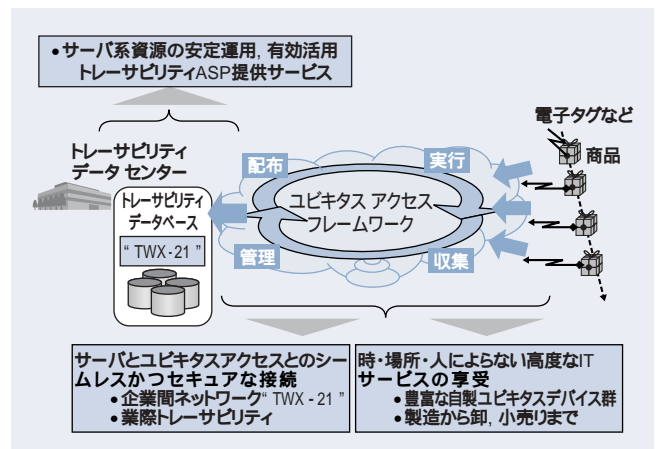 ●サーバ系資源の安定運用, 有効活用
トレーサビリティASP提供サービス
電子タグなど
商品
トレーサビリティ
データ センター
配布
実行
トレーサビリティ
データベース
“ TWX - 21 ”
ユビキタス アクセス
フレームワーク
管理
収集
サーバとユビキタスアクセスとのシー
ムレスかつセキュアな接続
●企業間ネットワーク“ TWX - 21 ”
●業際トレーサビリティ
時・場所・人によらない高度なIT
サービスの享受
●豊富な自製ユビキタスデバイス群
●製造から卸, 小売りまで